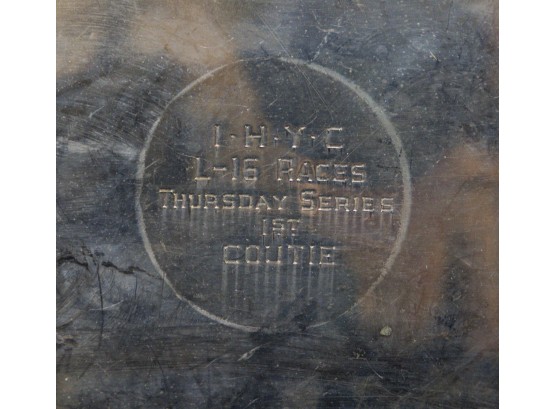 I·H·Y·C
L-16 RACES
THURSDAY SERIES
1ST
COUTIE